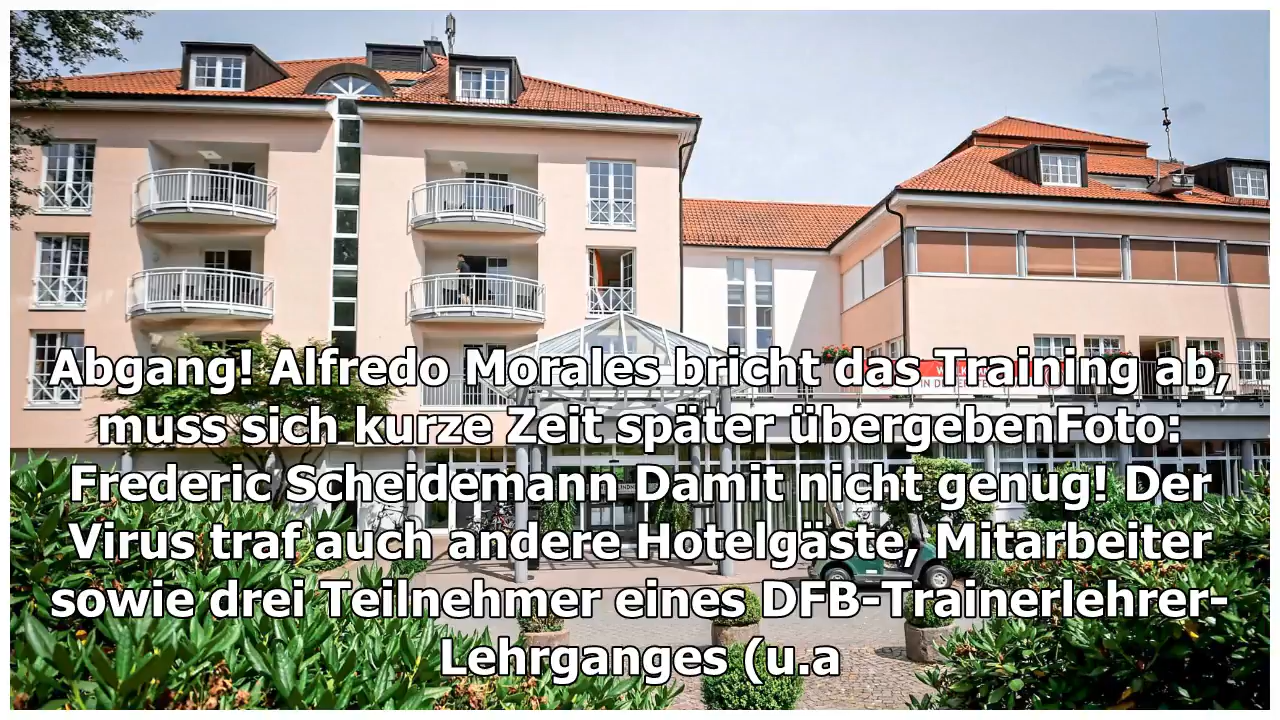 Abgang! Alfredo Morales bricht das Training ab,
muss sich kurze Zeit später übergebenFoto:
Frederic Scheidemann Damit nicht genug! Der
Virus traf auch andere Hotelgäste, Mitarbeiter
sowie drei Teilnehmer eines DFB-Trainerlehrer-
Lehrganges (u.a